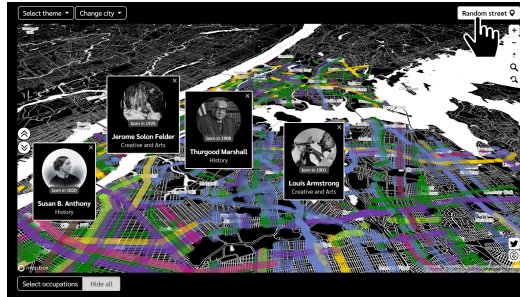 Select theme
Change city
Random street
born in 1925
Jerome Solon Felder
Creative and Arts
born in 1908
Thurgood Marshall
History
born in 1901
Louis Armstrong
Creative and Arts
born in 1820
Susan B. Anthony
History
mapbox
Select occupations
Hide all